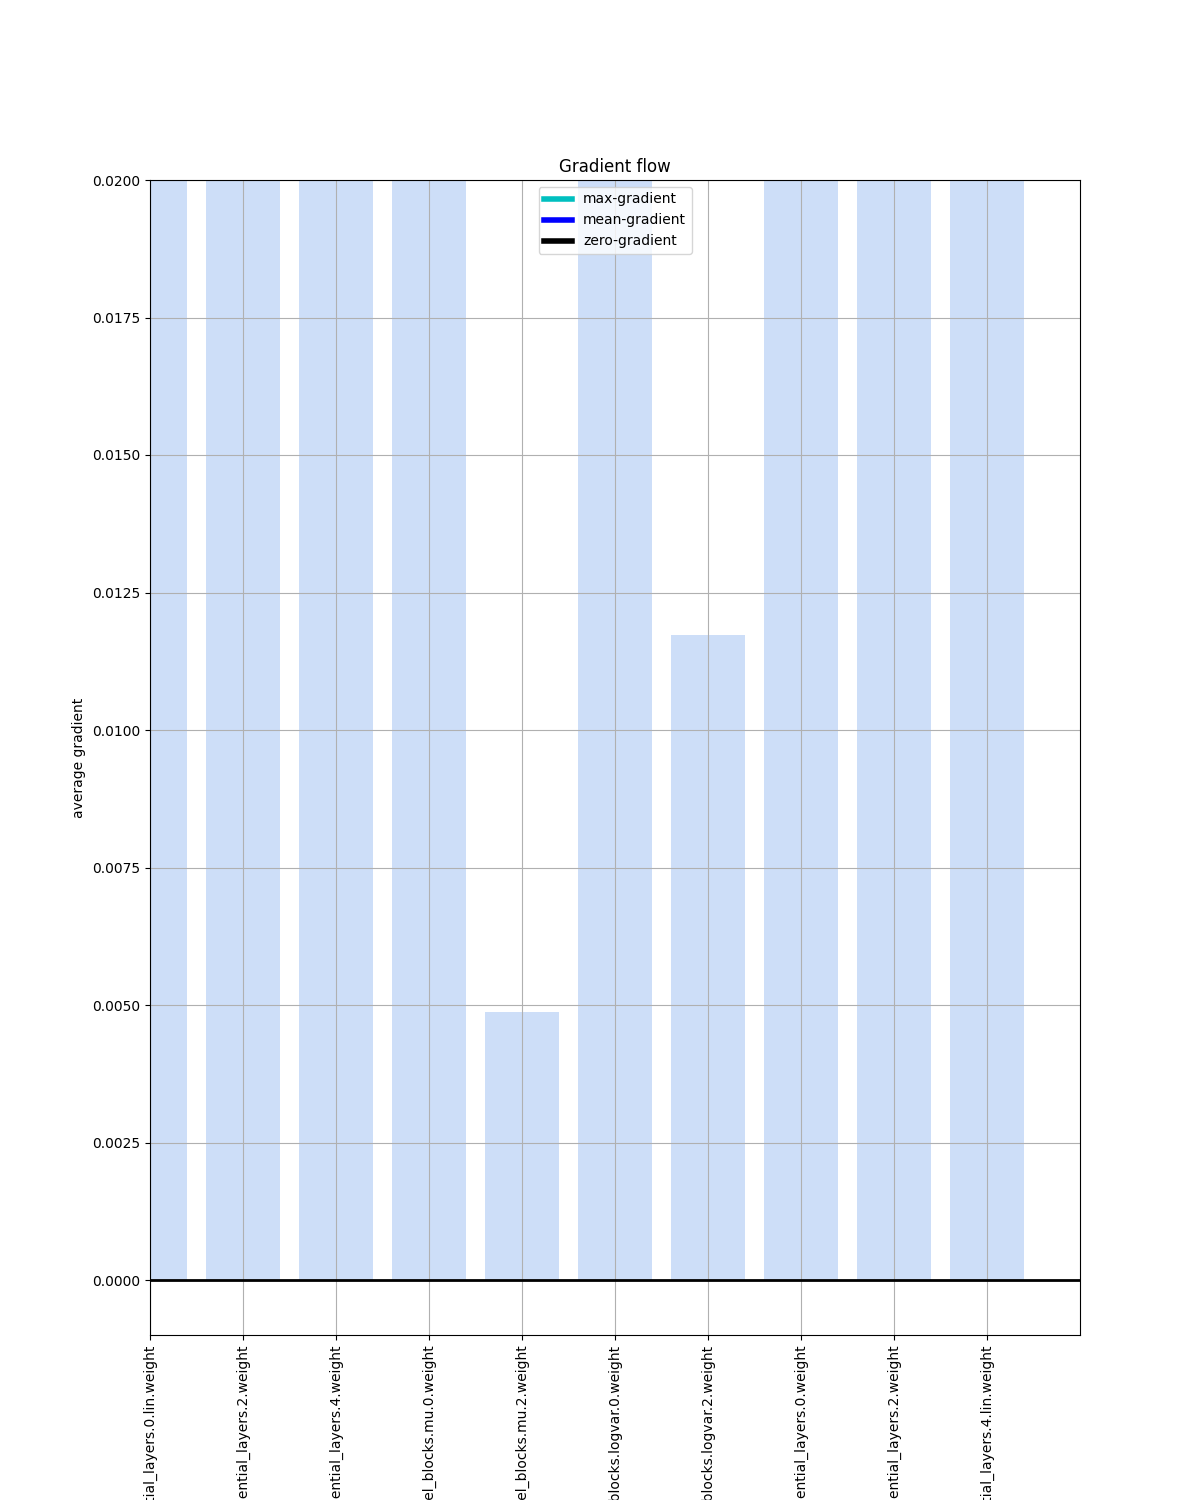 Gradient flow
max-gradient
mean-gradient
zero-gradient
0.0200
0.0175
0.0150
0.0125
0.0100
0.0075
0.0050
0.0025
0.0000
average gradient
tial_layers.0.lin.weight
ential_layers.2.weight
ential_layers.4.weight
el_blocks.mu.0.weight
el_blocks.mu.2.weight
blocks.logvar.0.weight
blocks.logvar.2.weight
ential_layers.0.weight
ential_layers.2.weight
tial_layers.4.lin.weight